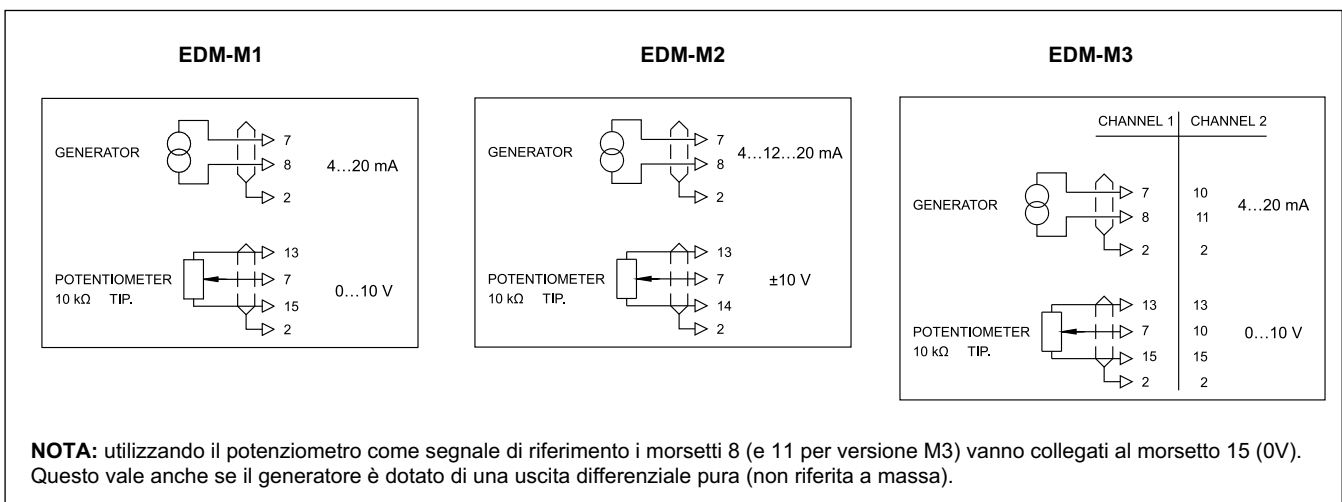 EDM-M1
GENERATOR
7
8
4...20 mA
2
POTENTIOMETER
10 kΩ TIP.
13
7
15
0...10 V
2
EDM-M2
GENERATOR
7
8
4...12...20 mA
2
POTENTIOMETER
10 kΩ TIP.
13
7
14
±10 V
2
EDM-M3
CHANNEL 1 CHANNEL 2
GENERATOR
7 10
8 11
4...20 mA
2 2
POTENTIOMETER
10 kΩ TIP.
13 13
7 10
0...10 V
15 15
2 2
NOTA: utilizzando il potenziometro come segnale di riferimento i morsetti 8 (e 11 per versione M3) vanno collegati al morsetto 15 (0V).
Questo vale anche se il generatore è dotato di una uscita differenziale pura (non riferita a massa).